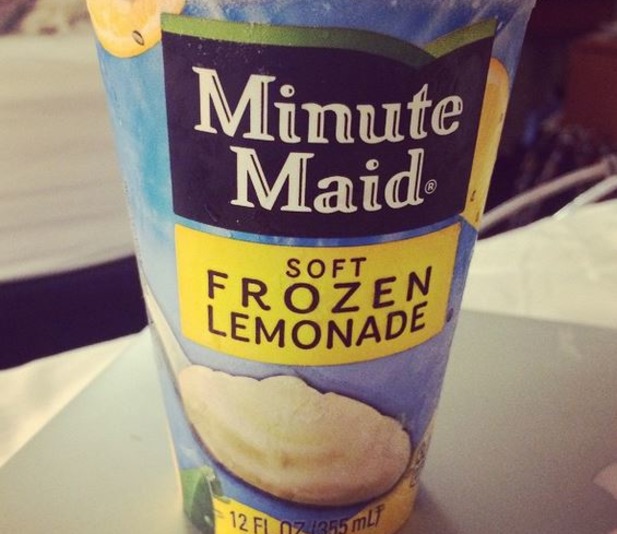 Minute
Maid®
SOFT
FROZEN
LEMONADE
12 FL OZ/355 mL